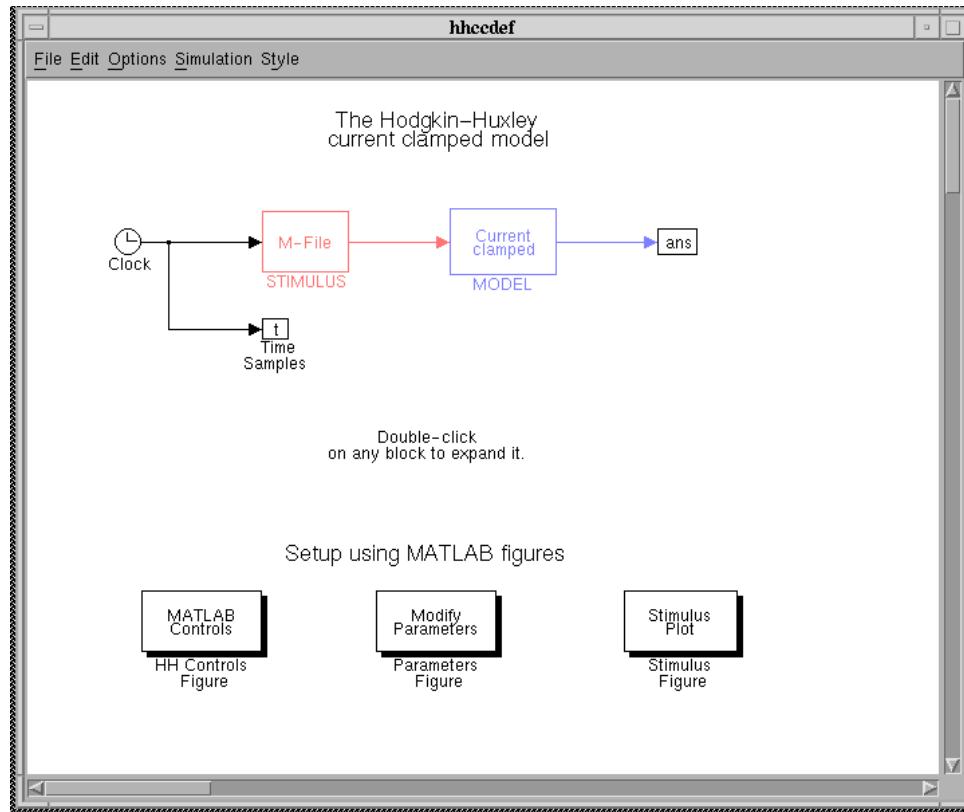 hhccdef
File Edit Options Simulation Style
The Hodgkin-Huxley
current clamped model
M-File
Current
clamped
ans
Clock
STIMULUS
MODEL
t
Time
Samples
Double-click
on any block to expand it.
Setup using MATLAB figures
MATLAB
Controls
Modify
Parameters
Stimulus
Plot
HH Controls
Figure
Parameters
Figure
Stimulus
Figure